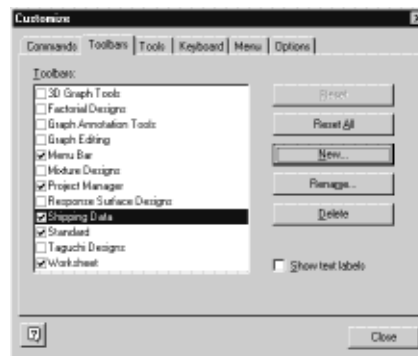 Customize
Commands Toolbars Tools Keyboard Menu Options
Toolbars:
3D Graph Tools
Factorial Designs
Graph Annotation Tools
Graph Editing
Menu Bar
Mixture Designs
Project Manager
Response Surface Designs
Shipping Data
Standard
Taguchi Designs
Worksheet
Reset
Reset All
New...
Rename...
Delete
Show text labels
Close